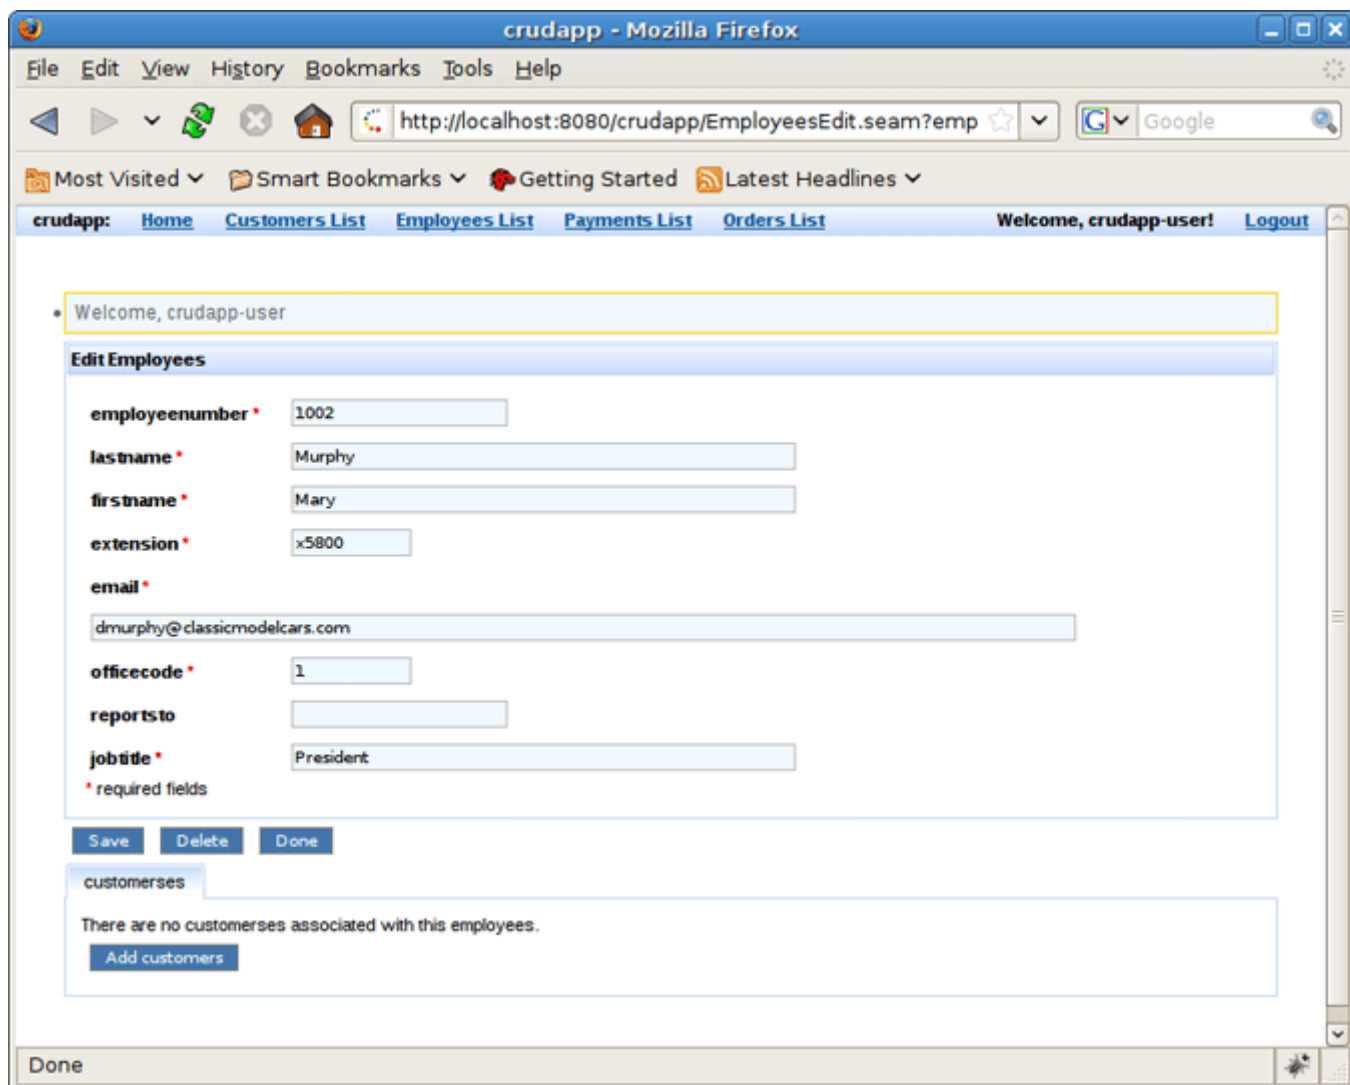 crudapp - Mozilla Firefox
File Edit View History Bookmarks Tools Help
http://localhost:8080/crudapp/EmployeesEdit.seam?emp G Google
Most Visited Smart Bookmarks Getting Started Latest Headlines
crudapp: Home Customers List Employees List Payments List Orders List Welcome, crudapp-user! Logout
• Welcome, crudapp-user
Edit Employees
employeenumber * 1002
lastname * Murphy
firstname * Mary
extension * x5800
email *
dmurphy@classicmodelcars.com
officecode * 1
reportsto
jobtitle * President
* required fields
Save Delete Done
customerses
There are no customerses associated with this employees.
Add customers
Done